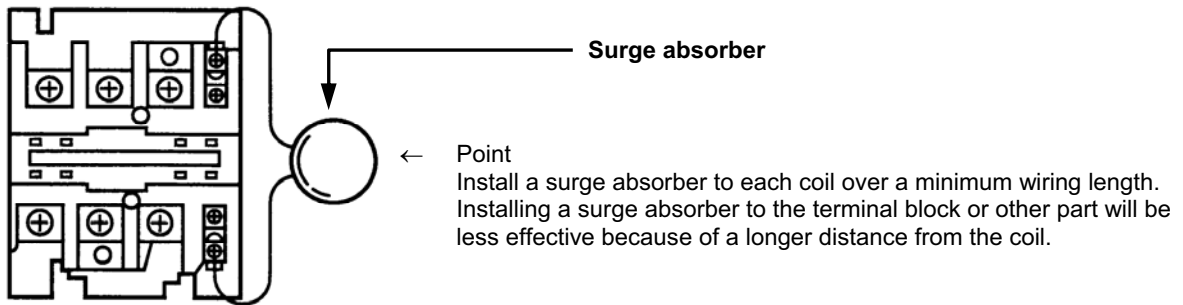 Surge absorber
← Point
Install a surge absorber to each coil over a minimum wiring length.
Installing a surge absorber to the terminal block or other part will be
less effective because of a longer distance from the coil.